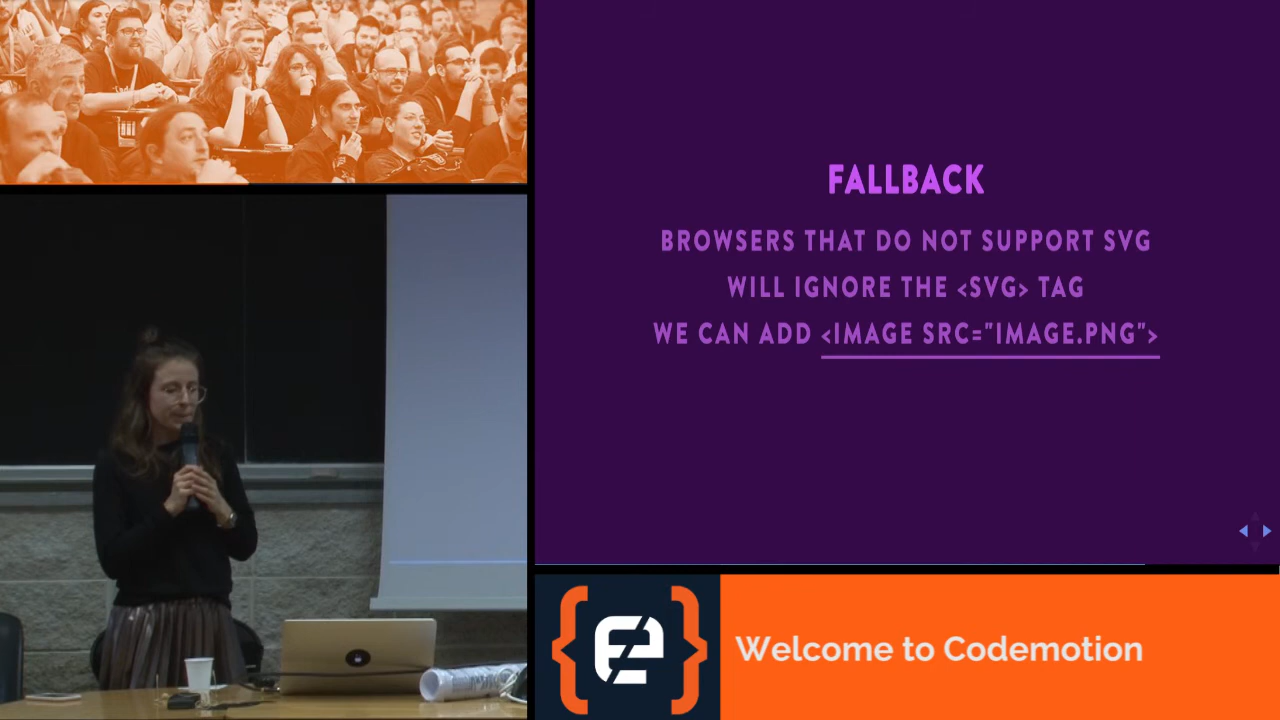 FALLBACK
BROWSERS THAT DO NOT SUPPORT SVG
WILL IGNORE THE <SVG> TAG
WE CAN ADD <IMAGE SRC="IMAGE.PNG">
Welcome to Codemotion